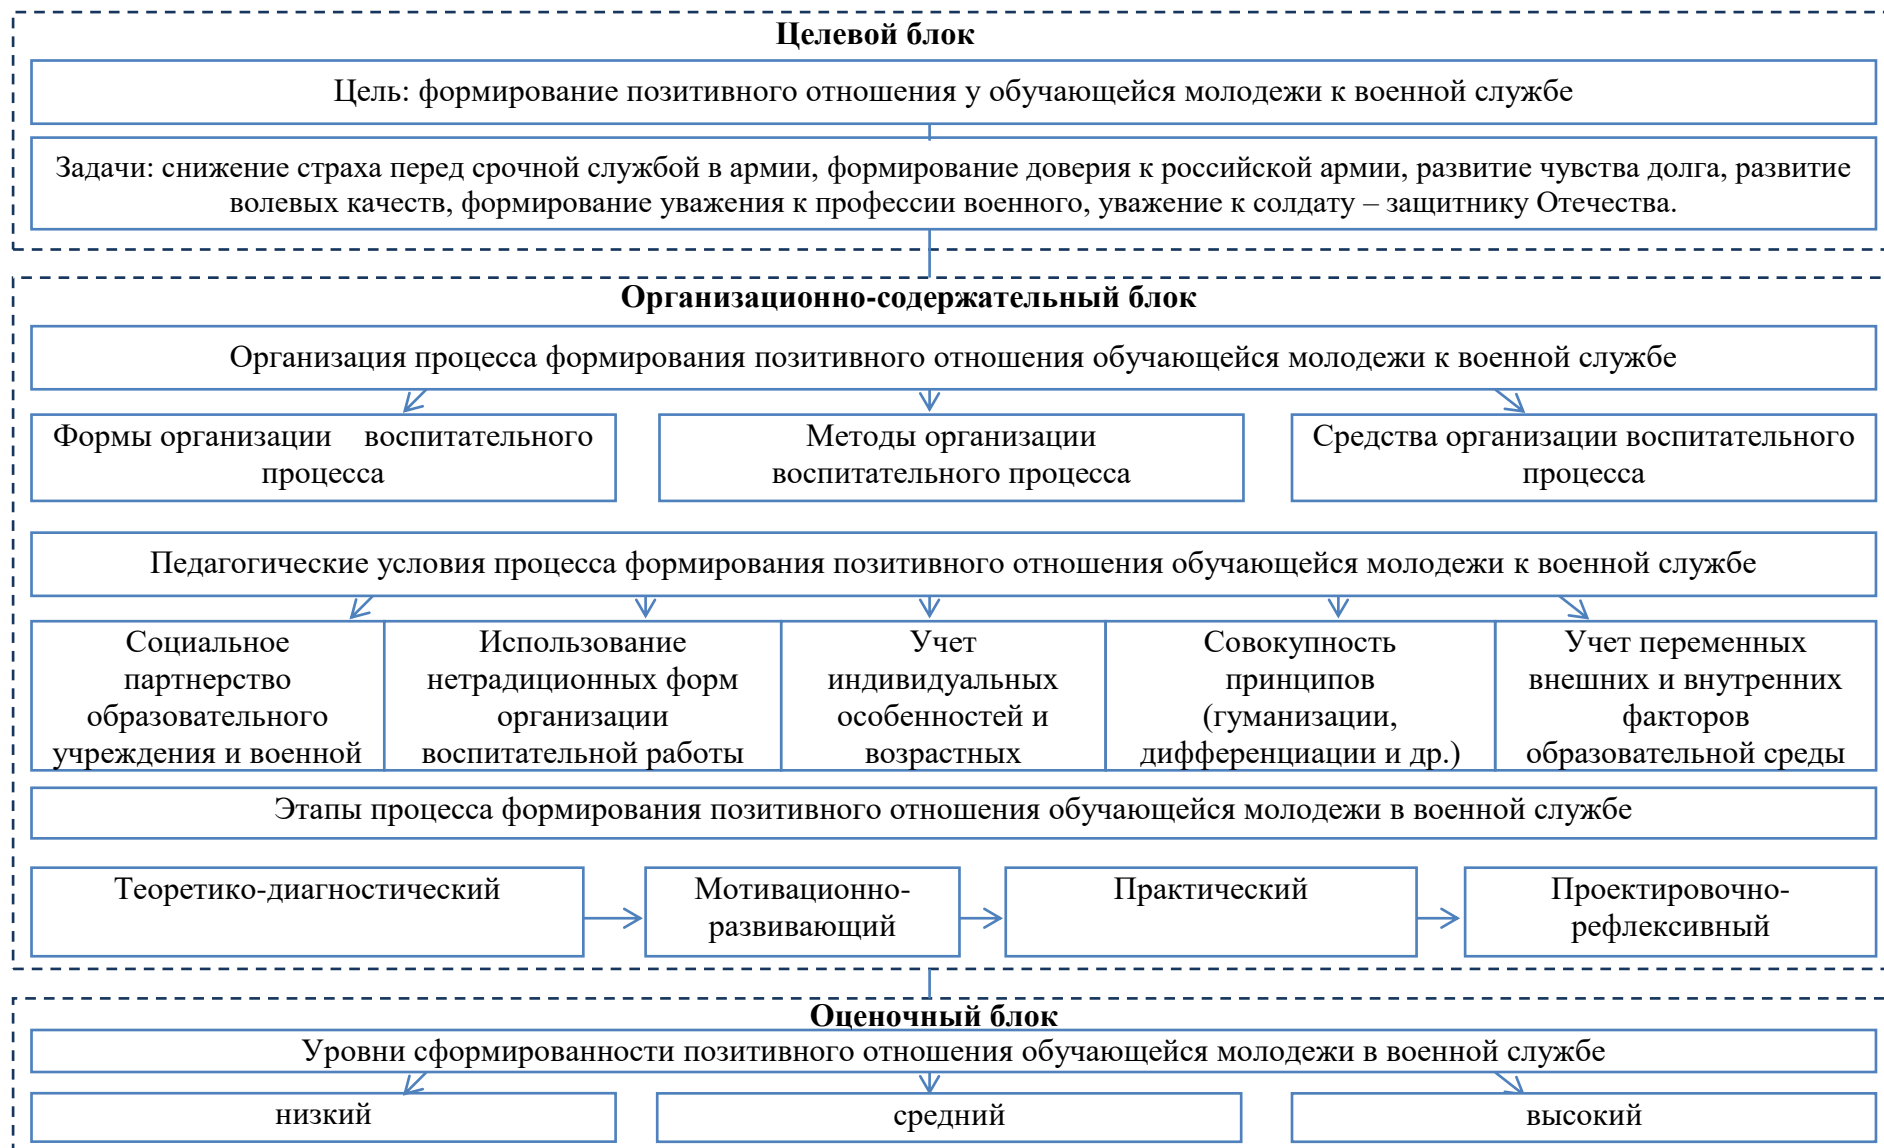 Целевой блок
Цель: формирование позитивного отношения у обучающейся молодежи к военной службе
Задачи: снижение страха перед срочной службой в армии, формирование доверия к российской армии, развитие чувства долга, развитие
волевых качеств, формирование уважения к профессии военного, уважение к солдату – защитнику Отечества.
Организационно-содержательный блок
Организация процесса формирования позитивного отношения обучающейся молодежи к военной службе
Формы организации воспитательного
процесса
Методы организации
воспитательного процесса
Средства организации воспитательного
процесса
Педагогические условия процесса формирования позитивного отношения обучающейся молодежи к военной службе
Социальное
партнерство
образовательного
учреждения и военной
Использование
нетрадиционных форм
организации
воспитательной работы
Учет
индивидуальных
особенностей и
возрастных
Совокупность
принципов
(гуманизации,
дифференциации и др.)
Учет переменных
внешних и внутренних
факторов
образовательной среды
Этапы процесса формирования позитивного отношения обучающейся молодежи в военной службе
Теоретико-диагностический
Мотивационно-
развивающий
Практический
Проектировочно-
рефлексивный
Оценочный блок
Уровни сформированности позитивного отношения обучающейся молодежи в военной службе
низкий
средний
высокий